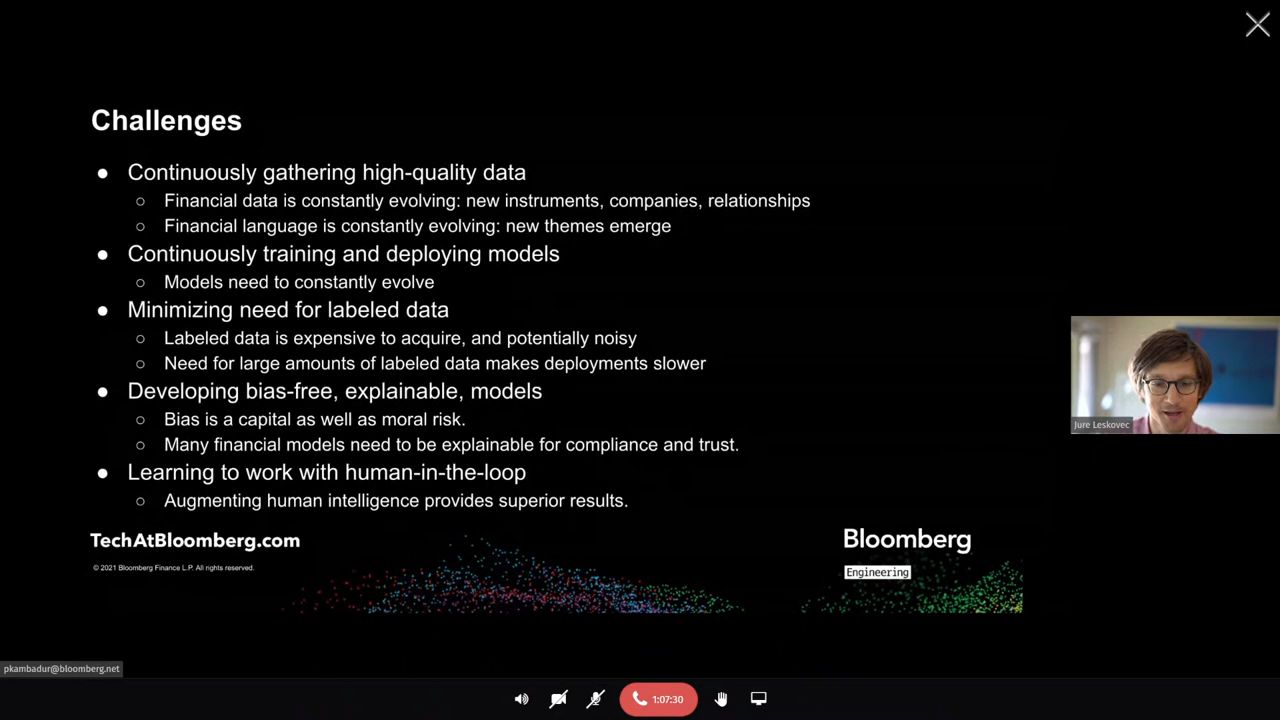 Challenges
● Continuously gathering high-quality data
○ Financial data is constantly evolving: new instruments, companies, relationships
○ Financial language is constantly evolving: new themes emerge
● Continuously training and deploying models
○ Models need to constantly evolve
● Minimizing need for labeled data
○ Labeled data is expensive to acquire, and potentially noisy
○ Need for large amounts of labeled data makes deployments slower
● Developing bias-free, explainable, models
○ Bias is a capital as well as moral risk.
○ Many financial models need to be explainable for compliance and trust.
● Learning to work with human-in-the-loop
○ Augmenting human intelligence provides superior results.
TechAtBloomberg.com
© 2021 Bloomberg Finance L.P. All rights reserved.
Bloomberg
Engineering
Jure Leskovec
pkambadur@bloomberg.net
1:07:30